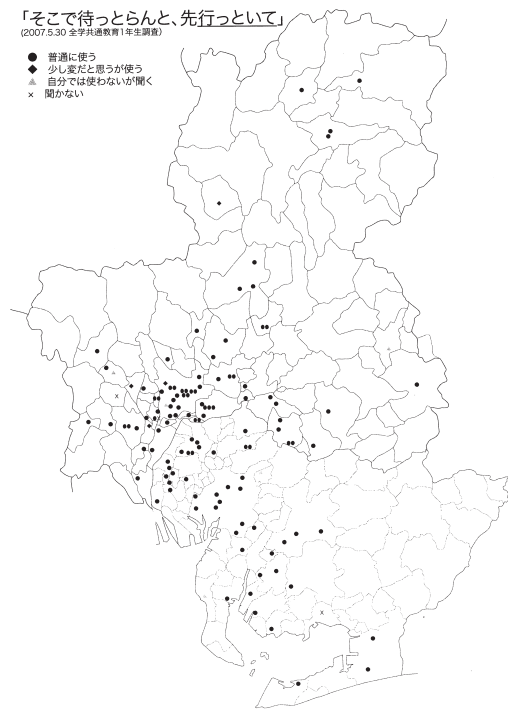 「そこで待っとらんと、先行っといて」
(2007.5.30 全学共通教育1年生調査)
● 普通に使う
◆ 少し変だと思うが使う
▲ 自分では使わないが聞く
× 聞かない